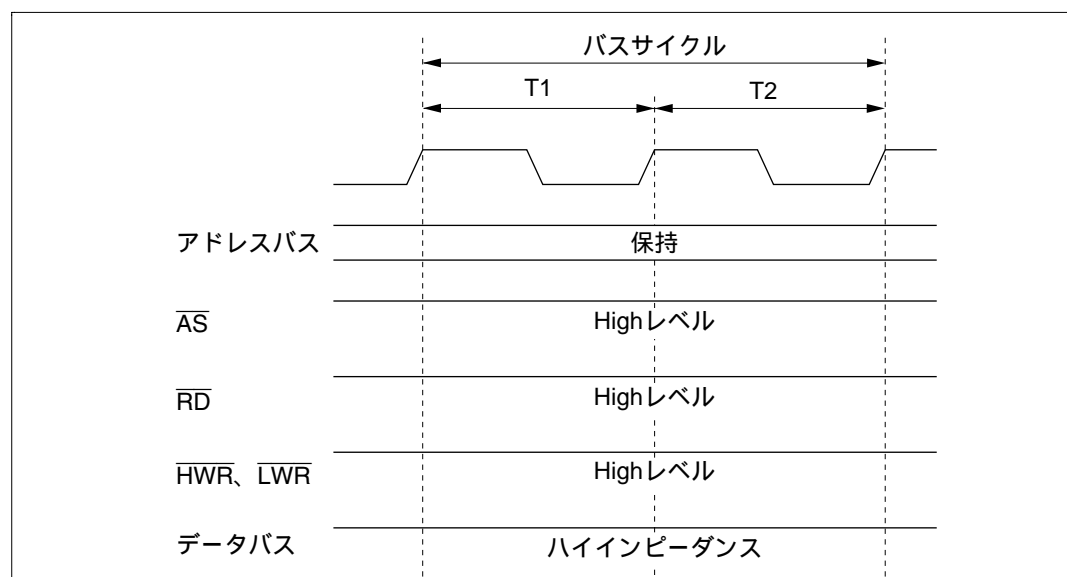 バスサイクル
T1 T2
アドレスバス 保持
AS Highレベル
RD Highレベル
HWR、LWR Highレベル
データバス ハイインピーダンス